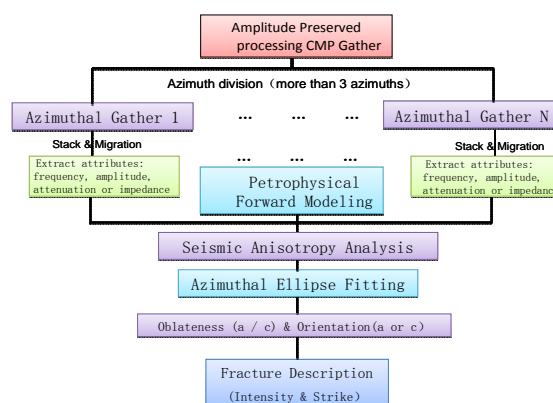 Amplitude Preserved
processing CMP Gather
Azimuth division（more than 3 azimuths）
Azimuthal Gather 1
... ... ...
Azimuthal Gather N
Stack & Migration
Stack & Migration
Extract attributes:
frequency, amplitude,
attenuation or impedance
... ... ...
Extract attributes:
frequency, amplitude,
attenuation or impedance
Petrophysical
Forward Modeling
Seismic Anisotropy Analysis
Azimuthal Ellipse Fitting
Oblateness (a / c) & Orientation(a or c)
Fracture Description
(Intensity & Strike)